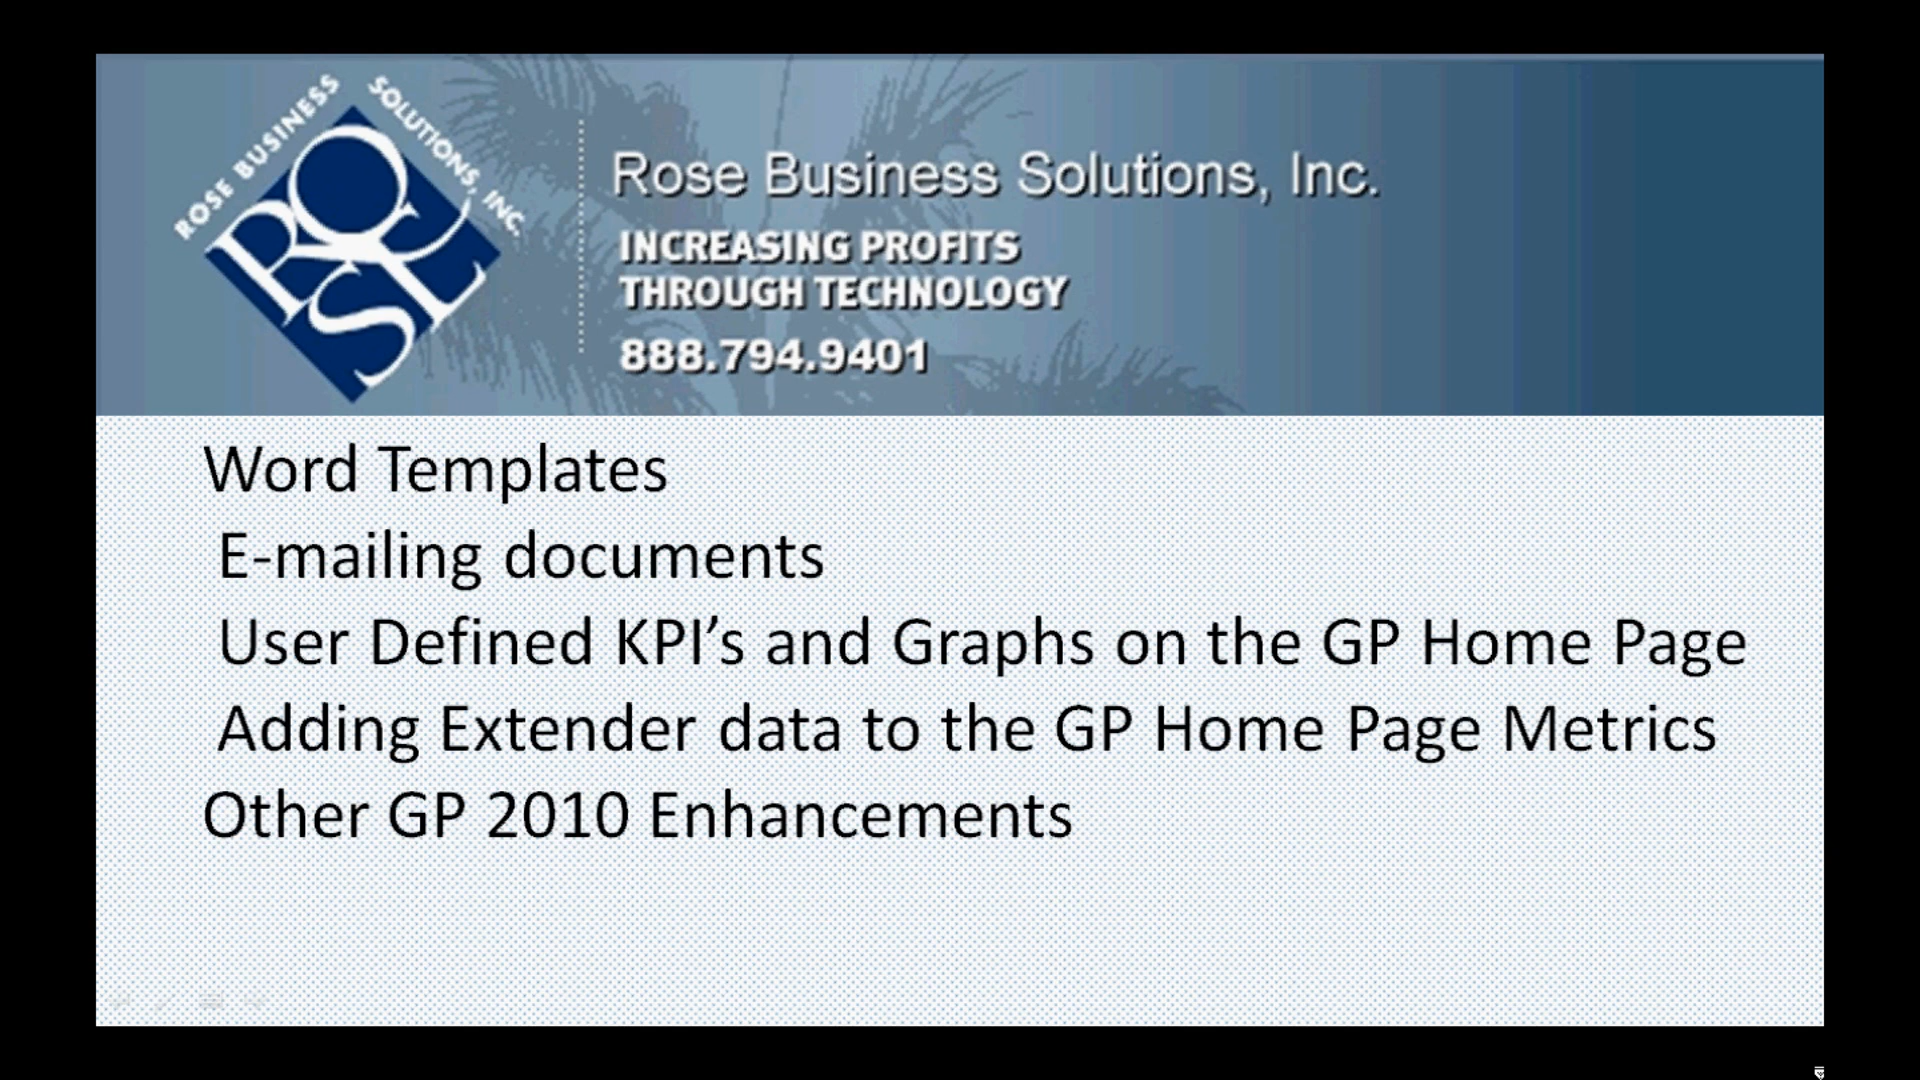 ROSE BUSINESS SOLUTIONS, INC.
ROSE
Rose Business Solutions, Inc.
INCREASING PROFITS
THROUGH TECHNOLOGY
888.794.9401
Word Templates
E-mailing documents
User Defined KPI’s and Graphs on the GP Home Page
Adding Extender data to the GP Home Page Metrics
Other GP 2010 Enhancements